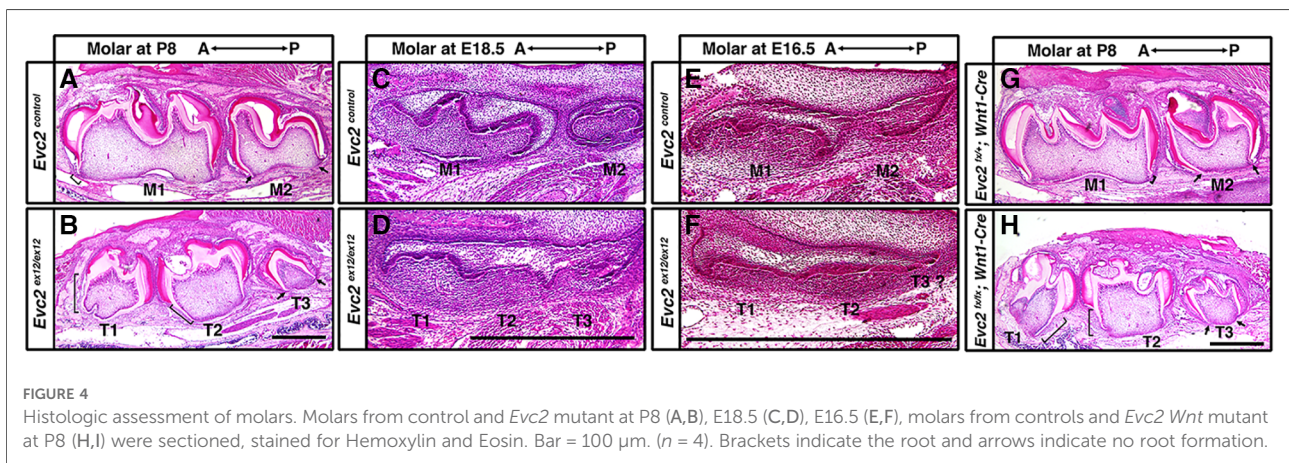 Molar at P8 A P
Molar at E18.5 A P
Molar at E16.5 A P
Molar at P8 A P
Evc2 control
A
M1 M2
Evc2 control
C
M1 M2
Evc2 control
E
M1 M2
Evc2 fx/+; Wnt1-Cre
G
M1 M2
Evc2 ex12/ex12
B
T1 T2 T3
Evc2 ex12/ex12
D
T1 T2 T3
Evc2 ex12/ex12
F
T1 T2 T3 ?
Evc2 fx/fx; Wnt1-Cre
H
T1 T2 T3
FIGURE 4
Histologic assessment of molars. Molars from control and Evc2 mutant at P8 (A,B), E18.5 (C,D), E16.5 (E,F), molars from controls and Evc2 Wnt mutant
at P8 (H,I) were sectioned, stained for Hemoxylin and Eosin. Bar = 100 μm. (n = 4). Brackets indicate the root and arrows indicate no root formation.